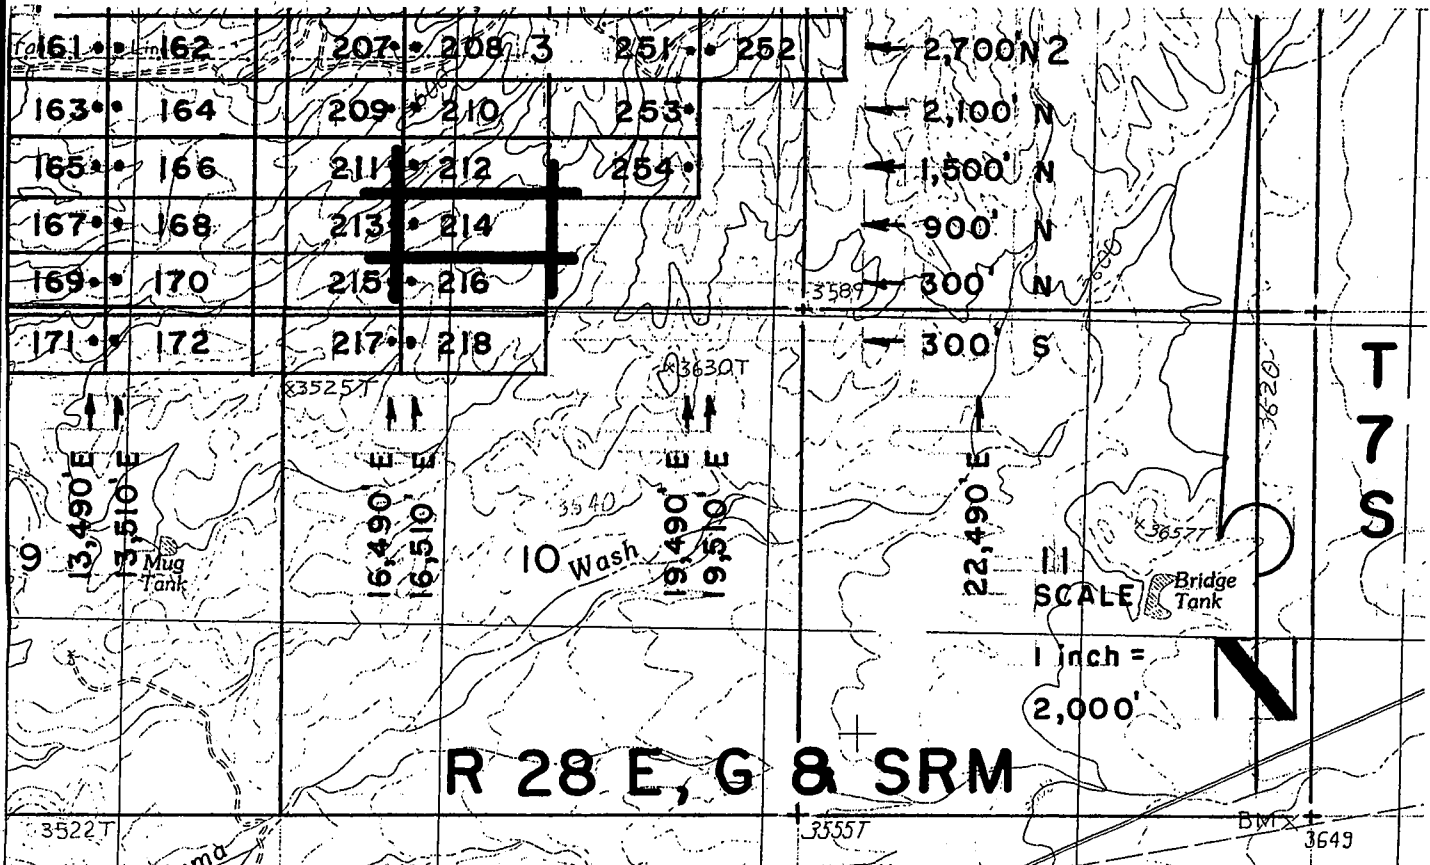 161 162 207 208 3 251 252 2,700' N 2
163 164 209 210 253 2,100' N
165 166 211 212 254 1,500' N
167 168 213 214 900' N
169 170 215 216 300' N
3589
171 172 217 218 300' S
T
7
S
3525T
3630T
3620
3600
13,490' E
13,510' E
16,490' E
16,510' E
19,490' E
19,510' E
22,490' E
3540
3657T
9
Mug
Tank
10
Wash
11
SCALE
1 inch =
2,000'
Bridge
Tank
N
R 28 E, G & SRM
3522T
3555T
BMX
3649